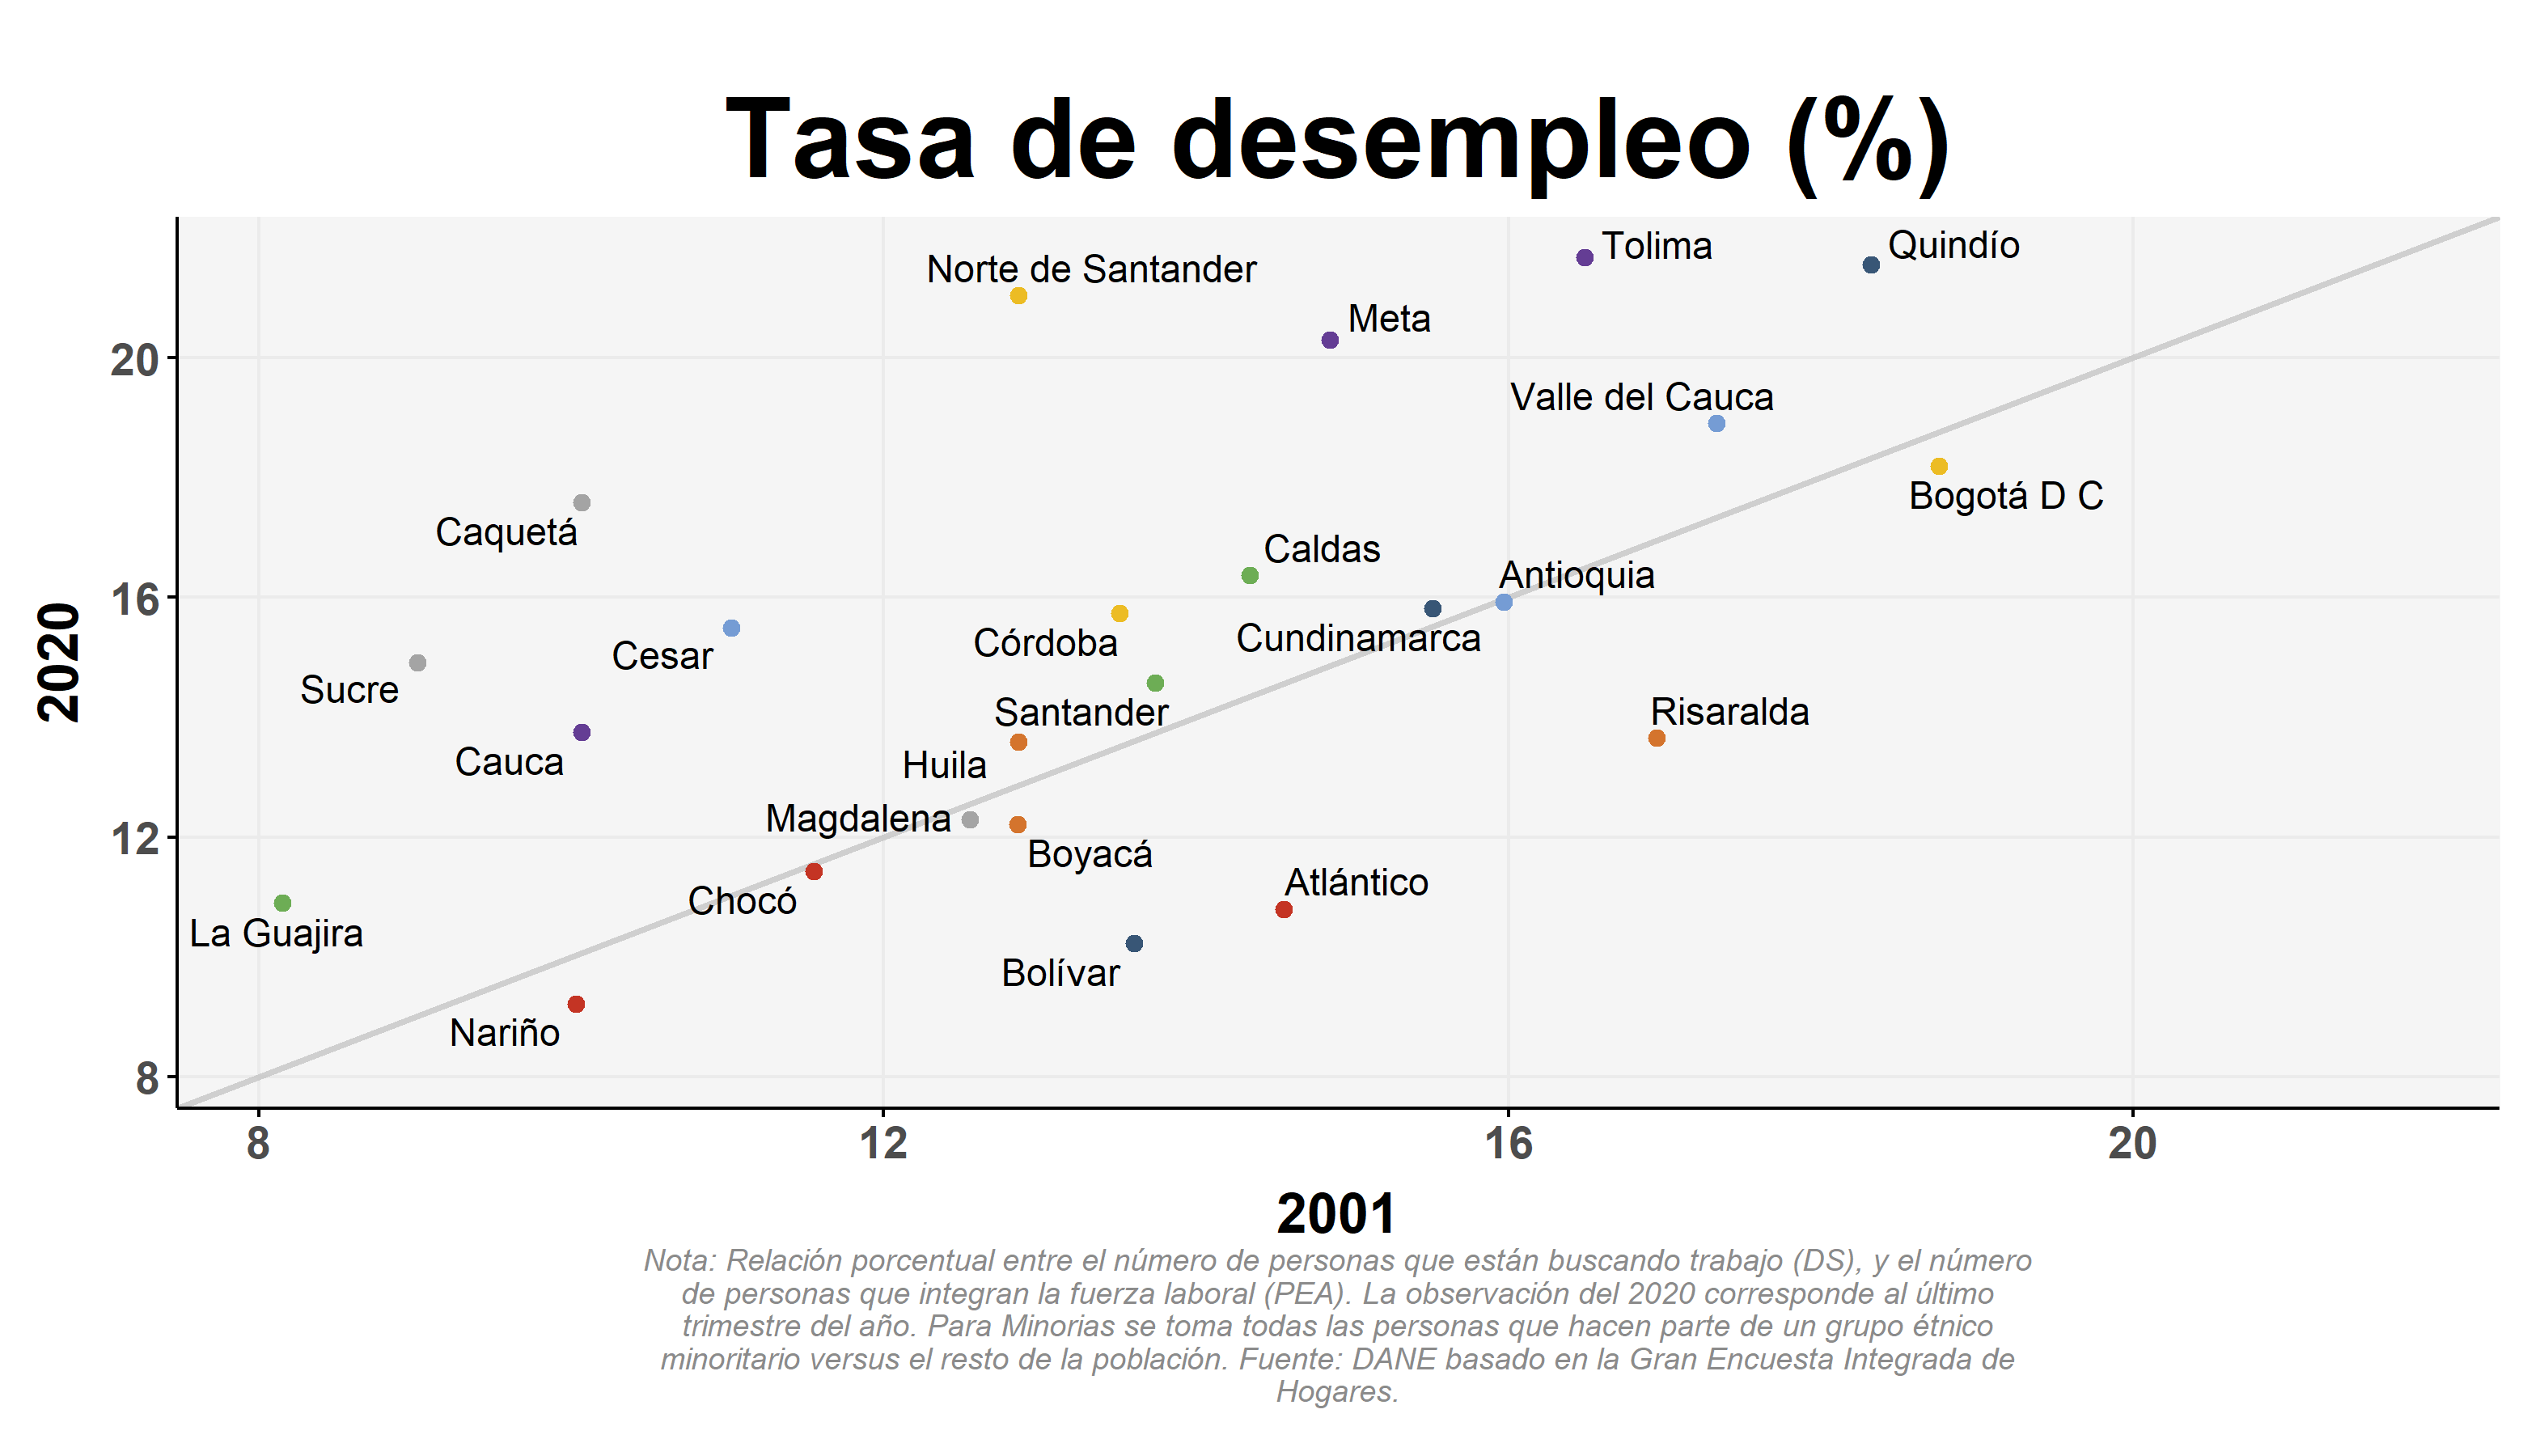 Tasa de desempleo (%)
Norte de Santander
Tolima
Quindío
Meta
20
Valle del Cauca
Bogotá D C
Caquetá
Caldas
Antioquia
16
Cundinamarca
Córdoba
Cesar
Sucre
Santander
Risaralda
2020
Cauca
Huila
Magdalena
12
Boyacá
Atlántico
Chocó
La Guajira
Bolívar
Nariño
8
8
12
16
20
2001
Nota: Relación porcentual entre el número de personas que están buscando trabajo (DS), y el número
de personas que integran la fuerza laboral (PEA). La observación del 2020 corresponde al último
trimestre del año. Para Minorias se toma todas las personas que hacen parte de un grupo étnico
minoritario versus el resto de la población. Fuente: DANE basado en la Gran Encuesta Integrada de
Hogares.